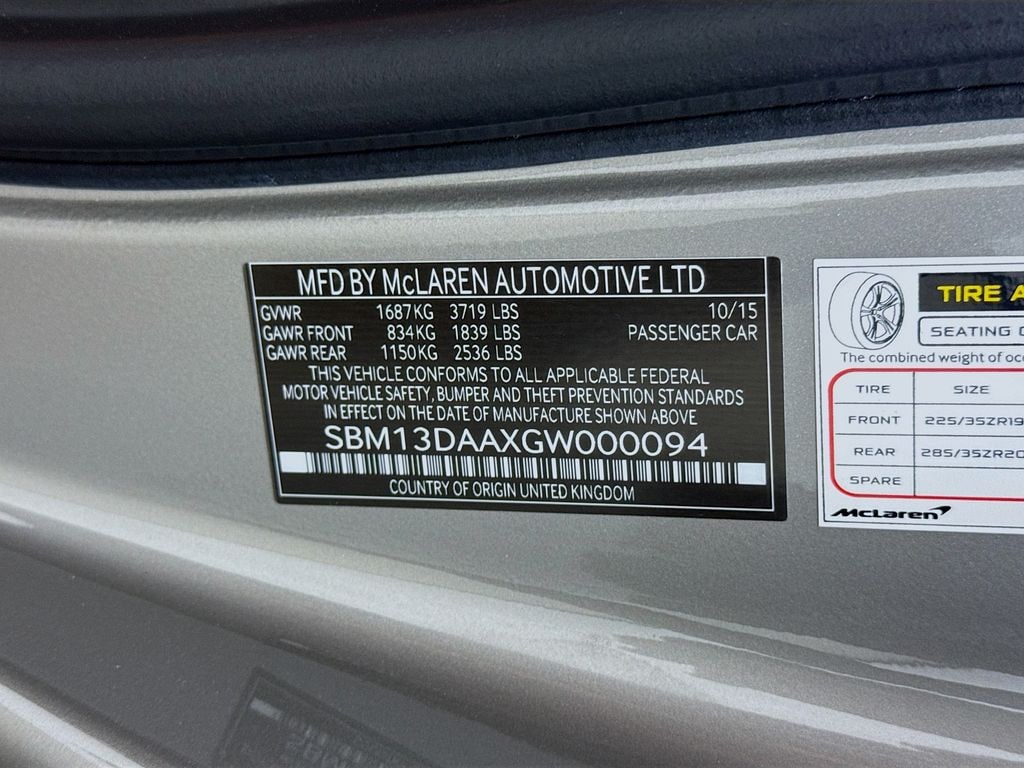 MFD BY McLAREN AUTOMOTIVE LTD
GVWR 1687KG 3719 LBS 10/15
GAWR FRONT 834KG 1839 LBS PASSENGER CAR
GAWR REAR 1150KG 2536 LBS
THIS VEHICLE CONFORMS TO ALL APPLICABLE FEDERAL
MOTOR VEHICLE SAFETY, BUMPER AND THEFT PREVENTION STANDARDS
IN EFFECT ON THE DATE OF MANUFACTURE SHOWN ABOVE
SBM13DAAXGW000094
COUNTRY OF ORIGIN UNITED KINGDOM
TIRE A
SEATING
The combined weight of
TIRE SIZE
FRONT 225/35ZR19
REAR 285/35ZR20
SPARE
McLaren